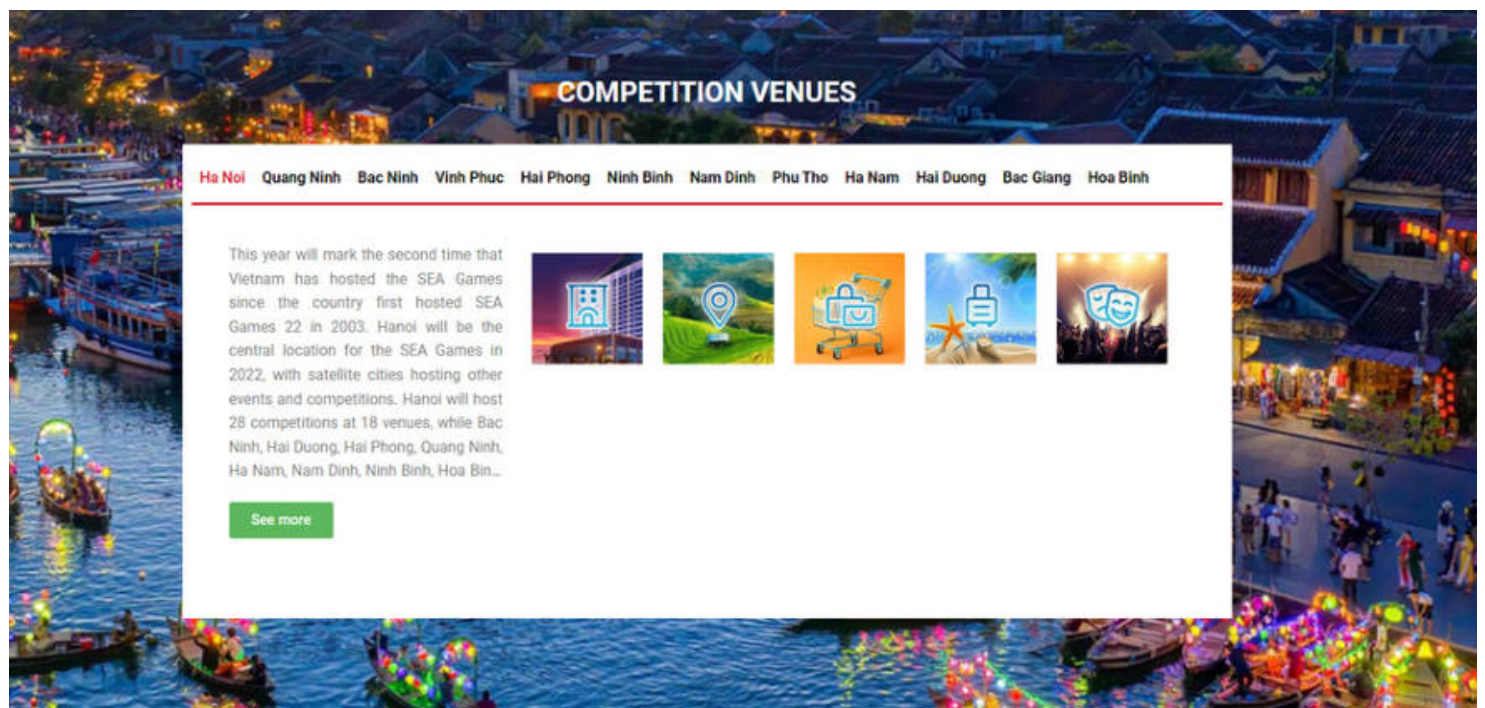 COMPETITION VENUES
Ha Noi Quang Ninh Bac Ninh Vinh Phuc Hai Phong Ninh Binh Nam Dinh Phu Tho Ha Nam Hai Duong Bac Giang Hoa Binh
This year will mark the second time that
Vietnam has hosted the SEA Games
since the country first hosted SEA
Games 22 in 2003. Hanoi will be the
central location for the SEA Games in
2022, with satellite cities hosting other
events and competitions. Hanoi will host
28 competitions at 18 venues, while Bac
Ninh, Hai Duong, Hai Phong, Quang Ninh,
Ha Nam, Nam Dinh, Ninh Binh, Hoa Bin...
See more